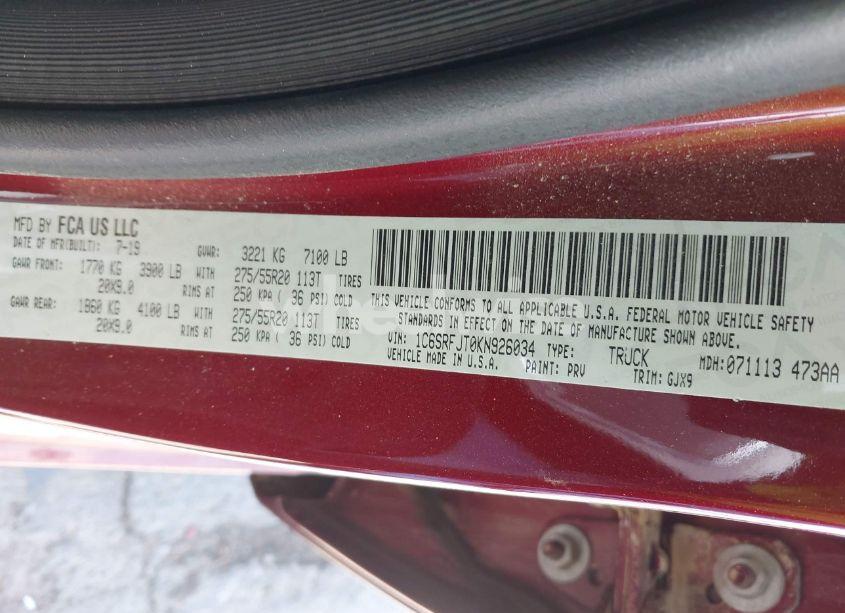 MFD BY FCA US LLC
DATE OF MFR(BUILT): 7-19 GVWR: 3221 KG 7100 LB
GAWR FRONT: 1770 KG 3900 LB WITH 275/55R20 113T TIRES
20X9.0 RIMS AT 250 KPA ( 36 PSI) COLD
GAWR REAR: 1860 KG 4100 LB WITH 275/55R20 113T TIRES
20X9.0 RIMS AT 250 KPA ( 36 PSI) COLD
THIS VEHICLE CONFORMS TO ALL APPLICABLE U.S.A. FEDERAL MOTOR VEHICLE SAFETY
STANDARDS IN EFFECT ON THE DATE OF MANUFACTURE SHOWN ABOVE.
VIN: 1C6SRFJT0KN926034 TYPE: TRUCK MDH:071113 473AA
VEHICLE MADE IN U.S.A. PAINT: PRV TRIM: GJX9